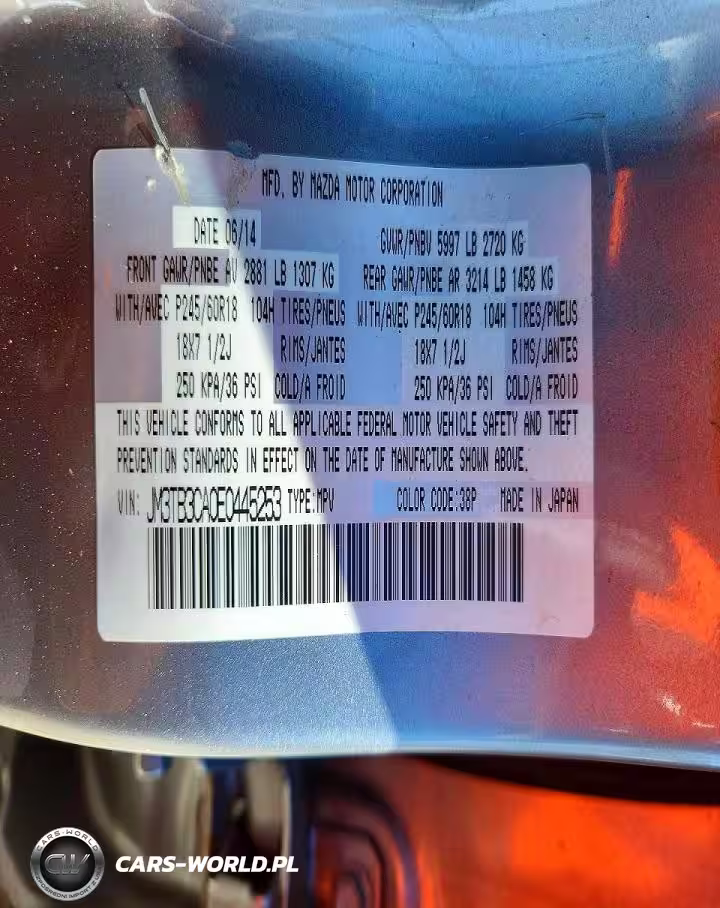 MFD. BY MAZDA MOTOR CORPORATION
DATE 06/14 GVWR/PNBV 5997 LB 2720 KG
FRONT GAWR/PNBE AV 2881 LB 1307 KG REAR GAWR/PNBE AR 3214 LB 1458 KG
WITH/AVEC P245/60R18 104H TIRES/PNEUS WITH/AVEC P245/60R18 104H TIRES/PNEUS
18X7 1/2J RIMS/JANTES 18X7 1/2J RIMS/JANTES
250 KPA/36 PSI COLD/A FROID 250 KPA/36 PSI COLD/A FROID
THIS VEHICLE CONFORMS TO ALL APPLICABLE FEDERAL MOTOR VEHICLE SAFETY AND THEFT
PREVENTION STANDARDS IN EFFECT ON THE DATE OF MANUFACTURE SHOWN ABOVE.
VIN: JM3TB3CA0E0445253 TYPE:MPV COLOR CODE:38P MADE IN JAPAN
CARS-WORLD
CW
CARS-WORLD.PL